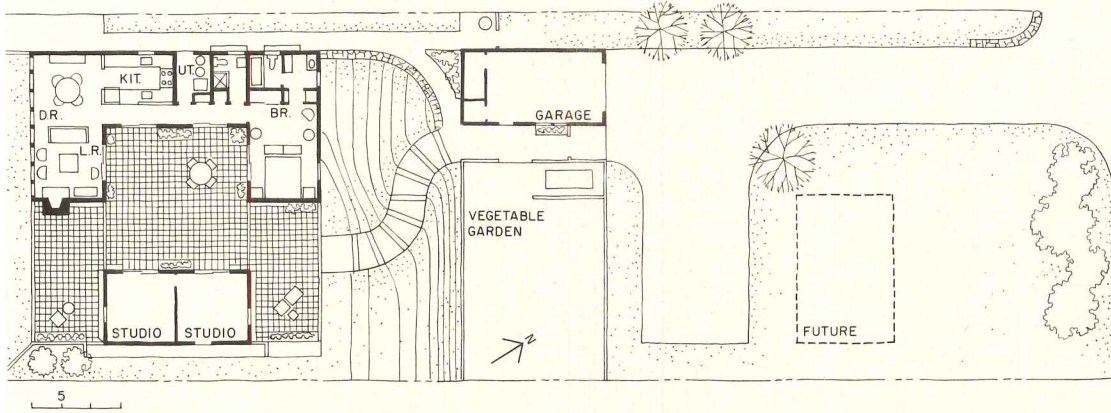 KIT.
UT.
BR.
D.R.
L.R.
GARAGE
VEGETABLE
GARDEN
STUDIO
STUDIO
FUTURE
N
5